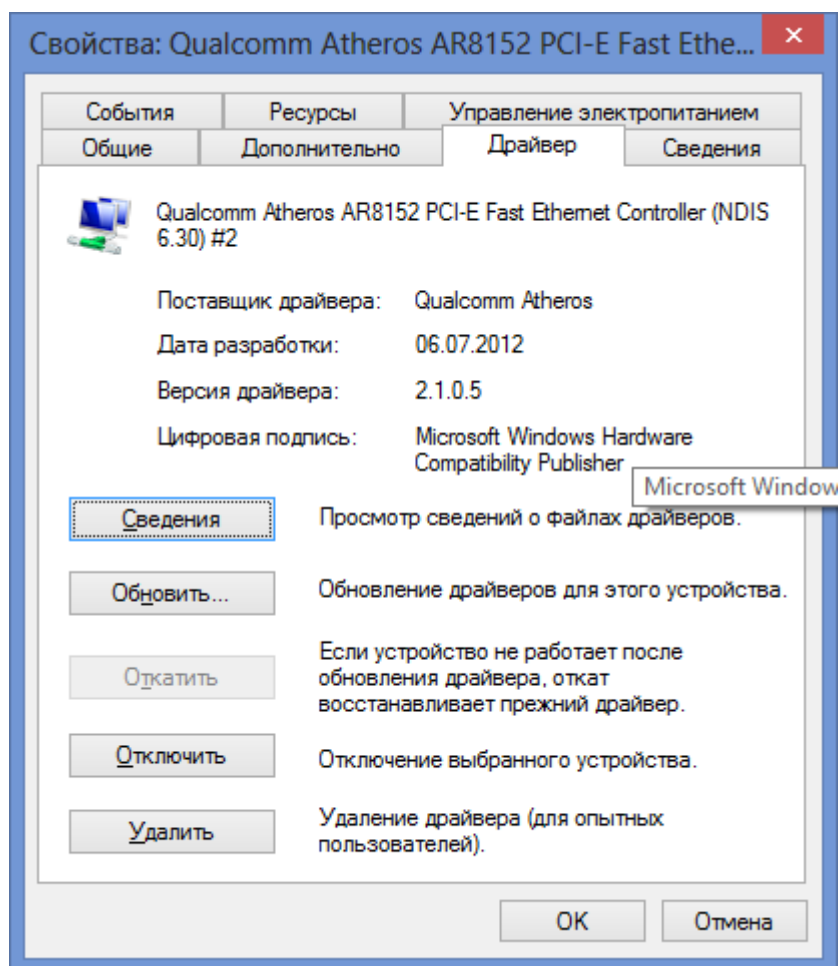 Свойства: Qualcomm Atheros AR8152 PCI-E Fast Ethe...
События Ресурсы Управление электропитанием
Общие Дополнительно Драйвер Сведения
Qualcomm Atheros AR8152 PCI-E Fast Ethernet Controller (NDIS
6.30) #2
Поставщик драйвера: Qualcomm Atheros
Дата разработки: 06.07.2012
Версия драйвера: 2.1.0.5
Цифровая подпись: Microsoft Windows Hardware
Compatibility Publisher
Microsoft Window
Сведения Просмотр сведений о файлах драйверов.
Обновить... Обновление драйверов для этого устройства.
Откатить Если устройство не работает после
обновления драйвера, откат
восстанавливает прежний драйвер.
Отключить Отключение выбранного устройства.
Удалить Удаление драйвера (для опытных
пользователей).
OK Отмена